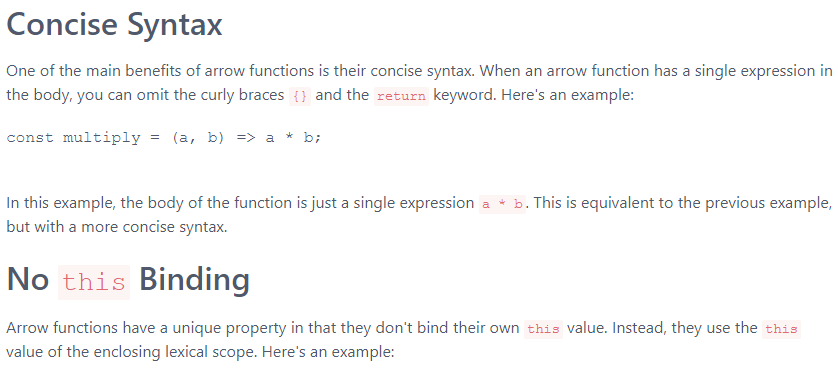 Concise Syntax
One of the main benefits of arrow functions is their concise syntax. When an arrow function has a single expression in
the body, you can omit the curly braces {} and the return keyword. Here's an example:
const multiply = (a, b) => a * b;
In this example, the body of the function is just a single expression a * b. This is equivalent to the previous example,
but with a more concise syntax.
No this Binding
Arrow functions have a unique property in that they don't bind their own this value. Instead, they use the this
value of the enclosing lexical scope. Here's an example: